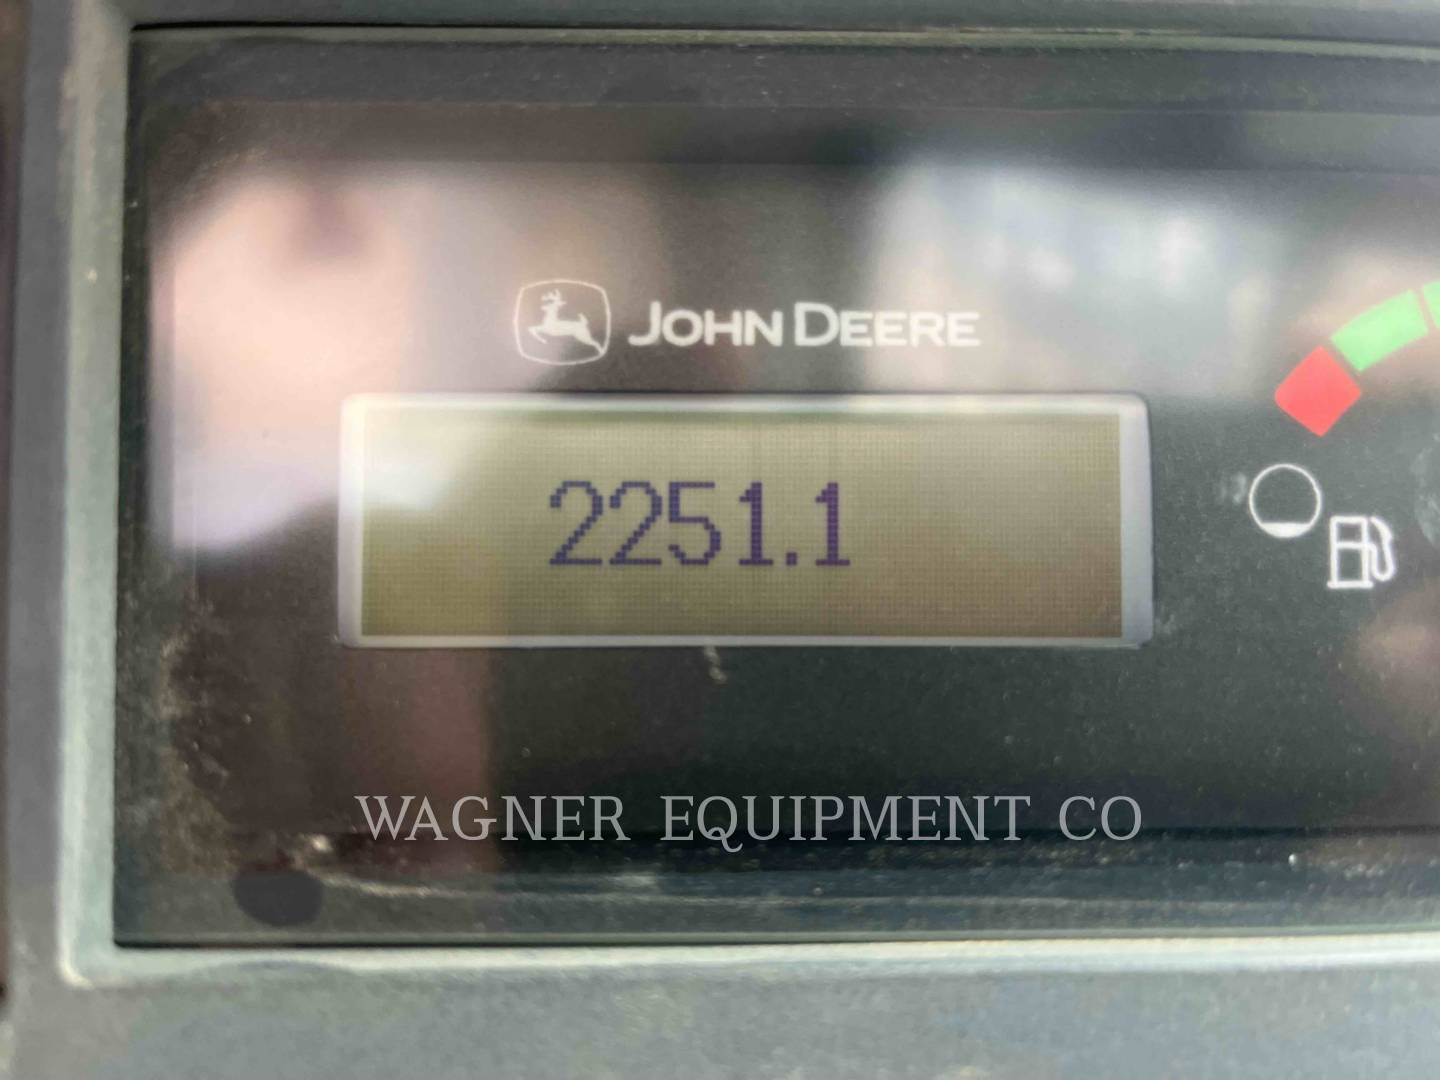 JOHN DEERE
2251.1
WAGNER EQUIPMENT CO